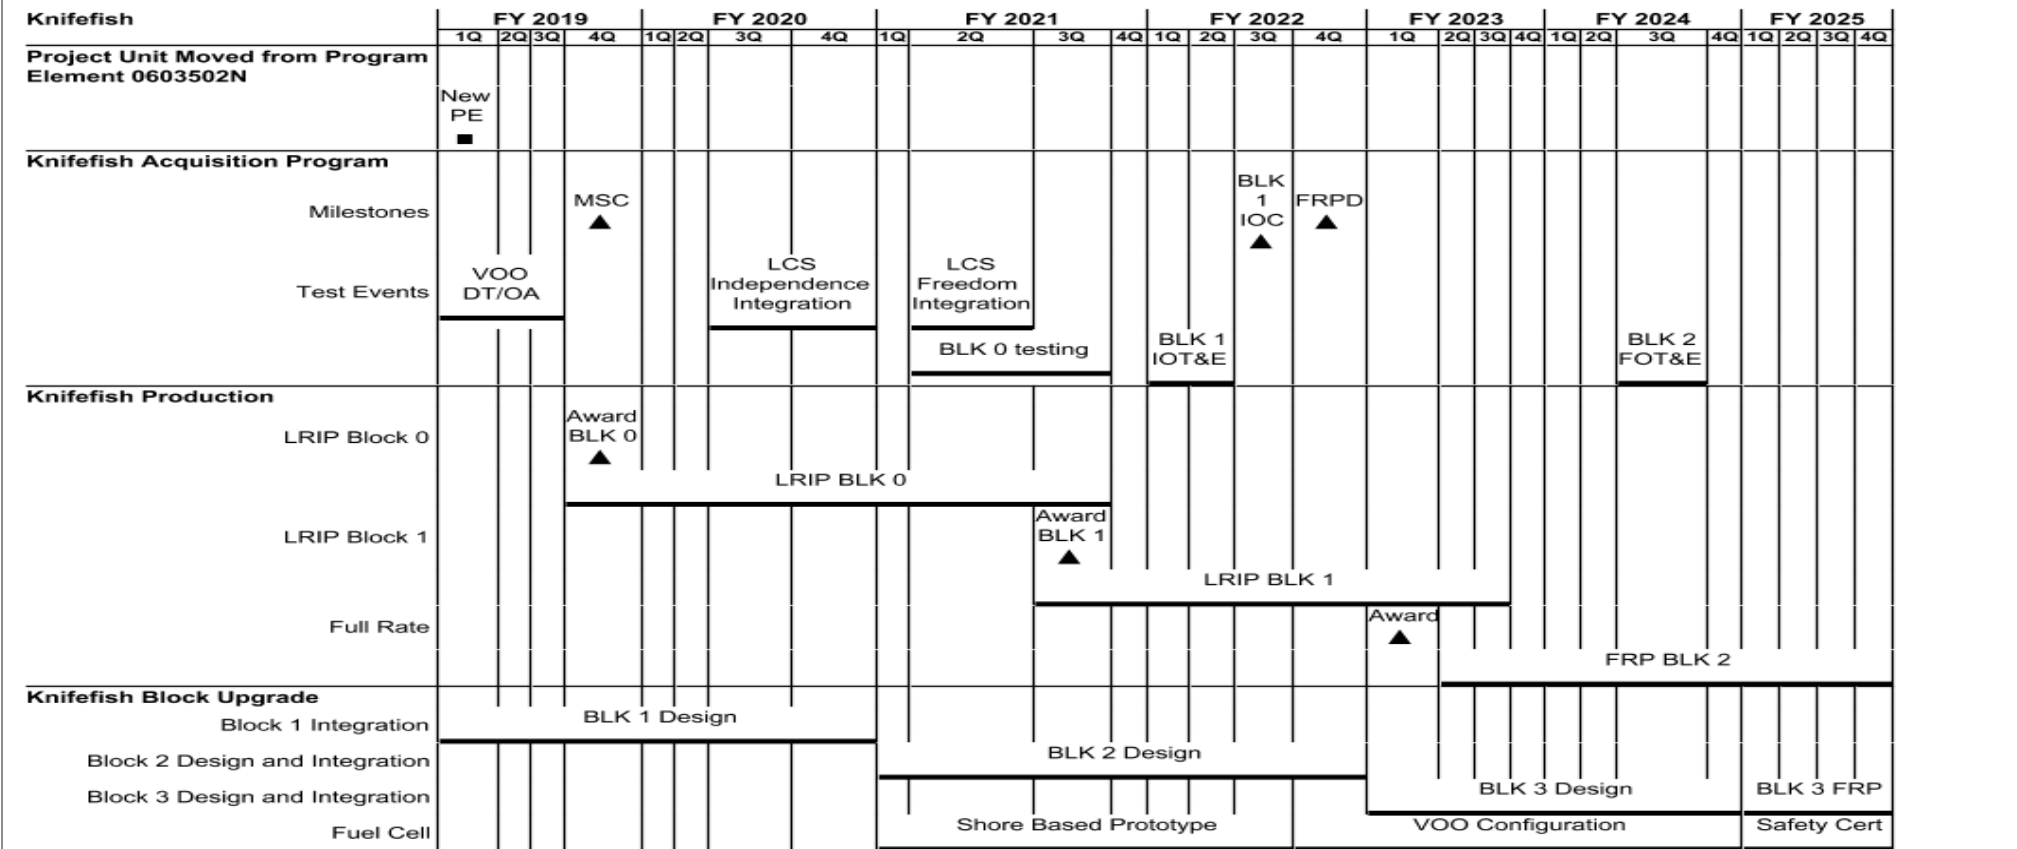 Knifefish FY 2019 FY 2020 FY 2021 FY 2022 FY 2023 FY 2024 FY 2025
1Q 2Q 3Q 4Q 1Q 2Q 3Q 4Q 1Q 2Q 3Q 4Q 1Q 2Q 3Q 4Q 1Q 2Q 3Q 4Q 1Q 2Q 3Q 4Q 1Q 2Q 3Q 4Q
Project Unit Moved from Program
Element 0603502N
New
PE
Knifefish Acquisition Program
Milestones
MSC
BLK
1
IOC
FRPD
Test Events
VOO
DT/OA
LCS
Independence
Integration
LCS
Freedom
Integration
BLK 0 testing
BLK 1
IOT&E
BLK 2
FOT&E
Knifefish Production
LRIP Block 0
Award
BLK 0
LRIP BLK 0
LRIP Block 1
Award
BLK 1
LRIP BLK 1
Full Rate
Award
FRP BLK 2
Knifefish Block Upgrade
Block 1 Integration
BLK 1 Design
Block 2 Design and Integration
BLK 2 Design
Block 3 Design and Integration
BLK 3 Design
BLK 3 FRP
Fuel Cell
Shore Based Prototype
VOO Configuration
Safety Cert